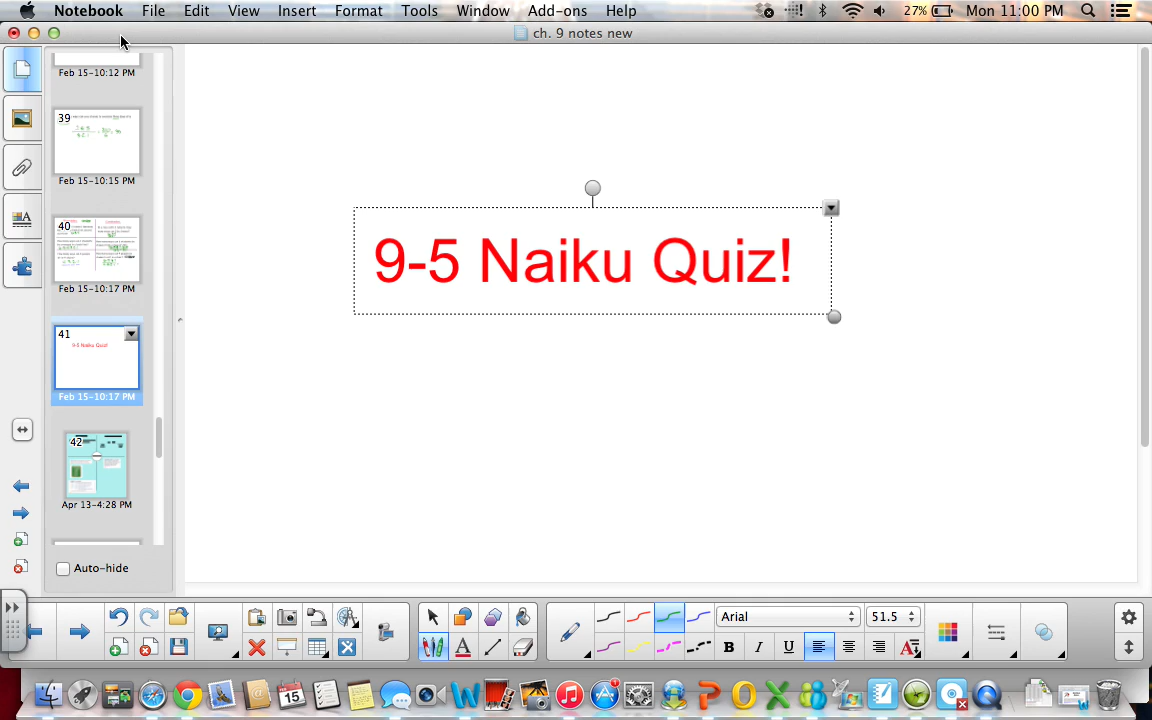 Notebook File Edit View Insert Format Tools Window Add-ons Help 27% Mon 11:00 PM
ch. 9 notes new
Feb 15-10:12 PM
39
Feb 15-10:15 PM
40
Feb 15-10:17 PM
41
9-5 Naiku Quiz!
Feb 15-10:17 PM
42
Apr 13-4:28 PM
Auto-hide
9-5 Naiku Quiz!
Arial 51.5
B I U
15